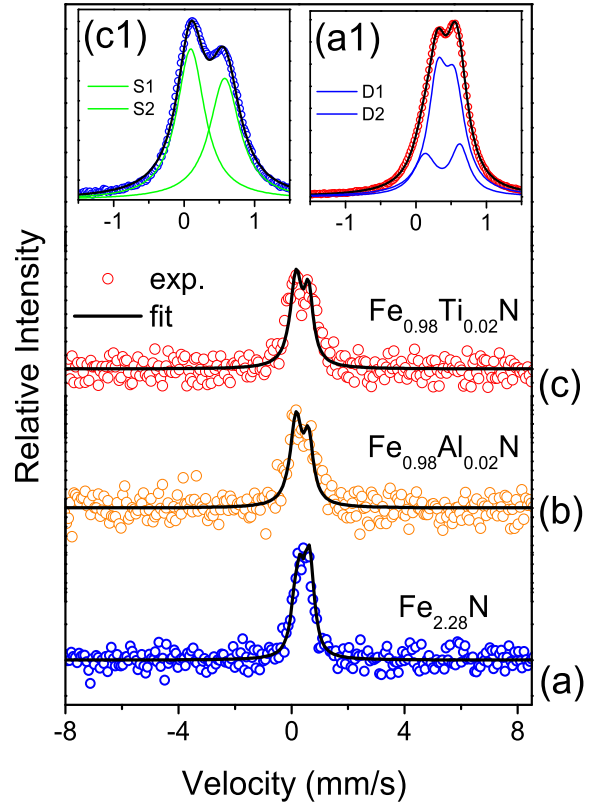 (c1)
S1
S2
-1
0
1
(a1)
D1
D2
-1
0
1
Relative Intensity
exp.
fit
Fe0.98Ti0.02N
(c)
Fe0.98Al0.02N
(b)
Fe2.28N
(a)
-8
-4
0
4
8
Velocity (mm/s)